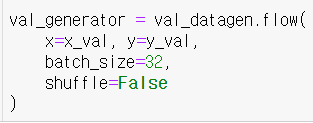 val_generator = val_datagen.flow(
    x=x_val, y=y_val,
    batch_size=32,
    shuffle=False
)